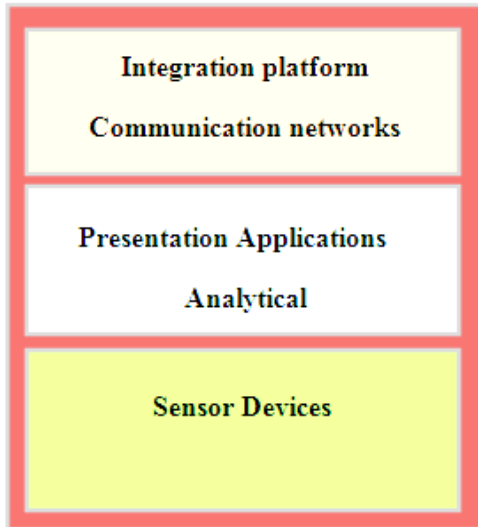 Integration platform
Communication networks
Presentation Applications
Analytical
Sensor Devices